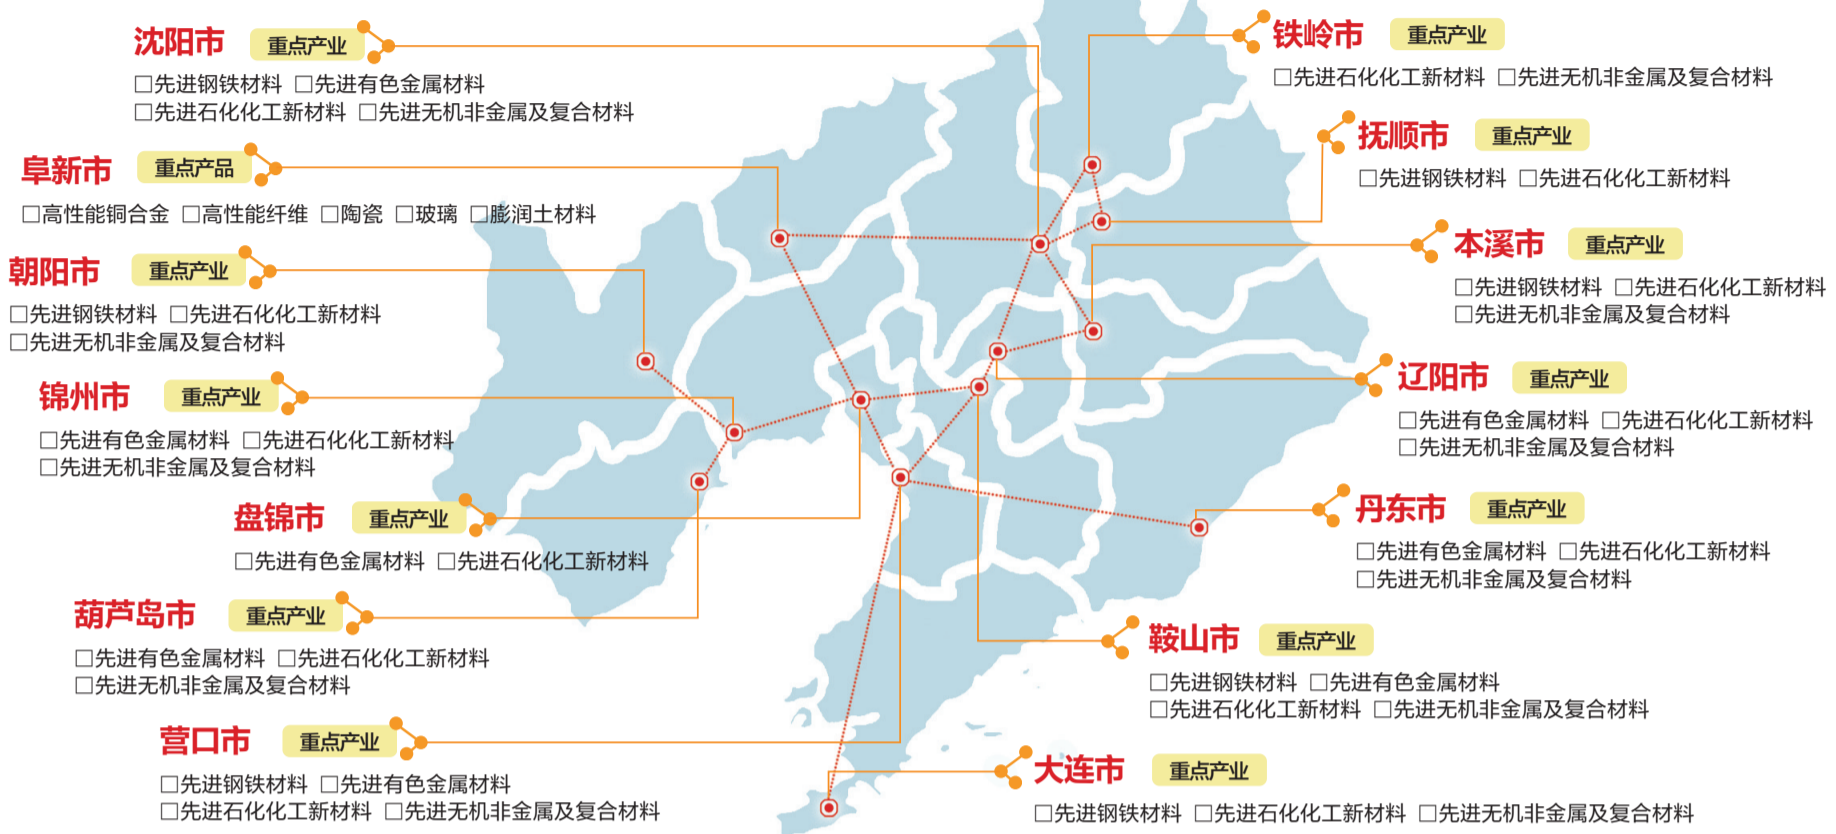 沈阳市 重点产业
□先进钢铁材料 □先进有色金属材料
□先进石化化工新材料 □先进无机非金属及复合材料
阜新市 重点产品
□高性能铜合金 □高性能纤维 □陶瓷 □玻璃 □膨润土材料
朝阳市 重点产业
□先进钢铁材料 □先进石化化工新材料
□先进无机非金属及复合材料
锦州市 重点产业
□先进有色金属材料 □先进石化化工新材料
□先进无机非金属及复合材料
盘锦市 重点产业
□先进有色金属材料 □先进石化化工新材料
葫芦岛市 重点产业
□先进有色金属材料 □先进石化化工新材料
□先进无机非金属及复合材料
营口市 重点产业
□先进钢铁材料 □先进有色金属材料
□先进石化化工新材料 □先进无机非金属及复合材料
铁岭市 重点产业
□先进石化化工新材料 □先进无机非金属及复合材料
抚顺市 重点产业
□先进钢铁材料 □先进石化化工新材料
本溪市 重点产业
□先进钢铁材料 □先进石化化工新材料
□先进无机非金属及复合材料
辽阳市 重点产业
□先进有色金属材料 □先进石化化工新材料
□先进无机非金属及复合材料
丹东市 重点产业
□先进有色金属材料 □先进石化化工新材料
□先进无机非金属及复合材料
鞍山市 重点产业
□先进钢铁材料 □先进有色金属材料
□先进石化化工新材料 □先进无机非金属及复合材料
大连市 重点产业
□先进钢铁材料 □先进石化化工新材料 □先进无机非金属及复合材料